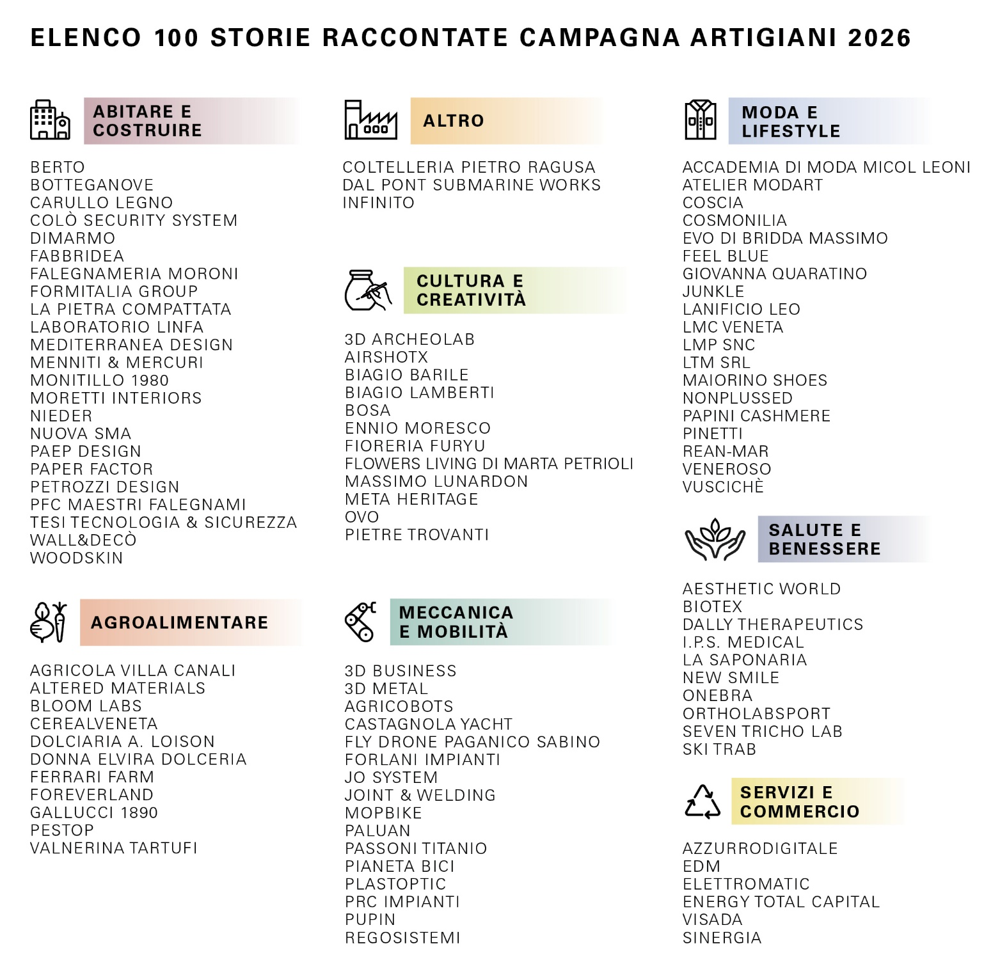 ELENCO 100 STORIE RACCONTATE CAMPAGNA ARTIGIANI 2026
ABITARE E
COSTRUIRE
BERTO
BOTTEGANOVE
CARULLO LEGNO
COLÒ SECURITY SYSTEM
DIMARMO
FABBRIDEA
FALEGNAMERIA MORONI
FORMITALIA GROUP
LA PIETRA COMPATTATA
LABORATORIO LINFA
MEDITERRANEA DESIGN
MENNITI & MERCURI
MONITILLO 1980
MORETTI INTERIORS
NIEDER
NUOVA SMA
PAEP DESIGN
PAPER FACTOR
PETROZZI DESIGN
PFC MAESTRI FALEGNAMI
TESI TECNOLOGIA & SICUREZZA
WALL&DECÒ
WOODSKIN
AGROALIMENTARE
AGRICOLA VILLA CANALI
ALTERED MATERIALS
BLOOM LABS
CEREALVENETA
DOLCIARIA A. LOISON
DONNA ELVIRA DOLCERIA
FERRARI FARM
FOREVERLAND
GALLUCCI 1890
PESTOP
VALNERINA TARTUFI
ALTRO
COLTELLERIA PIETRO RAGUSA
DAL PONT SUBMARINE WORKS
INFINITO
CULTURA E
CREATIVITÀ
3D ARCHEOLAB
AIRSHOTX
BIAGIO BARILE
BIAGIO LAMBERTI
BOSA
ENNIO MORESCO
FIORERIA FURYU
FLOWERS LIVING DI MARTA PETRIOLI
MASSIMO LUNARDON
META HERITAGE
OVO
PIETRE TROVANTI
MECCANICA
E MOBILITÀ
3D BUSINESS
3D METAL
AGRICOBOTS
CASTAGNOLA YACHT
FLY DRONE PAGANICO SABINO
FORLANI IMPIANTI
JO SYSTEM
JOINT & WELDING
MOPBIKE
PALUAN
PASSONI TITANIO
PIANETA BICI
PLASTOPTIC
PRC IMPIANTI
PUPIN
REGOSISTEMI
MODA E
LIFESTYLE
ACCADEMIA DI MODA MICOL LEONI
ATELIER MODART
COSCIA
COSMONILIA
EVO DI BRIDDA MASSIMO
FEEL BLUE
GIOVANNA QUARATINO
JUNKLE
LANIFICIO LEO
LMC VENETA
LMP SNC
LTM SRL
MAIORINO SHOES
NONPLUSSED
PAPINI CASHMERE
PINETTI
REAN-MAR
VENEROSO
VUSCICHÈ
SALUTE E
BENESSERE
AESTHETIC WORLD
BIOTEX
DALLY THERAPEUTICS
I.P.S. MEDICAL
LA SAPONARIA
NEW SMILE
ONEBRA
ORTHOLABSPORT
SEVEN TRICHO LAB
SKI TRAB
SERVIZI E
COMMERCIO
AZZURRODIGITALE
EDM
ELETTROMATIC
ENERGY TOTAL CAPITAL
VISADA
SINERGIA